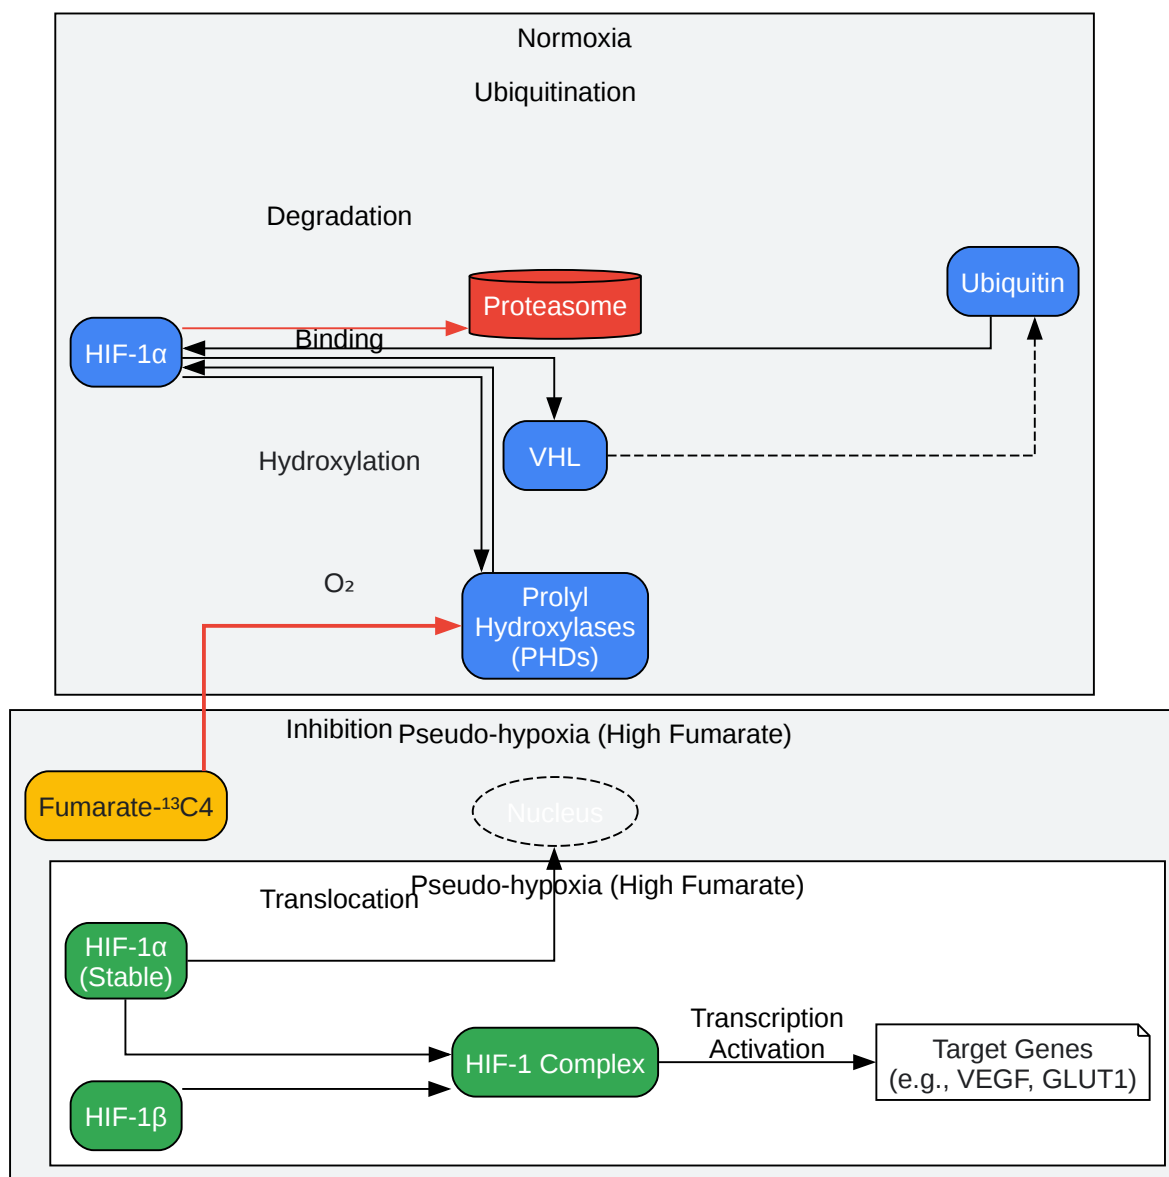 Normoxia
Ubiquitination
Degradation
Ubiquitin
Proteasome
Binding
HIF-1α
VHL
Hydroxylation
O₂
Prolyl
Hydroxylases
(PHDs)
Inhibition
Pseudo-hypoxia (High Fumarate)
Fumarate-¹³C4
Nucleus
Pseudo-hypoxia (High Fumarate)
Translocation
HIF-1α
(Stable)
Transcription
Activation
HIF-1 Complex
Target Genes
(e.g., VEGF, GLUT1)
HIF-1β